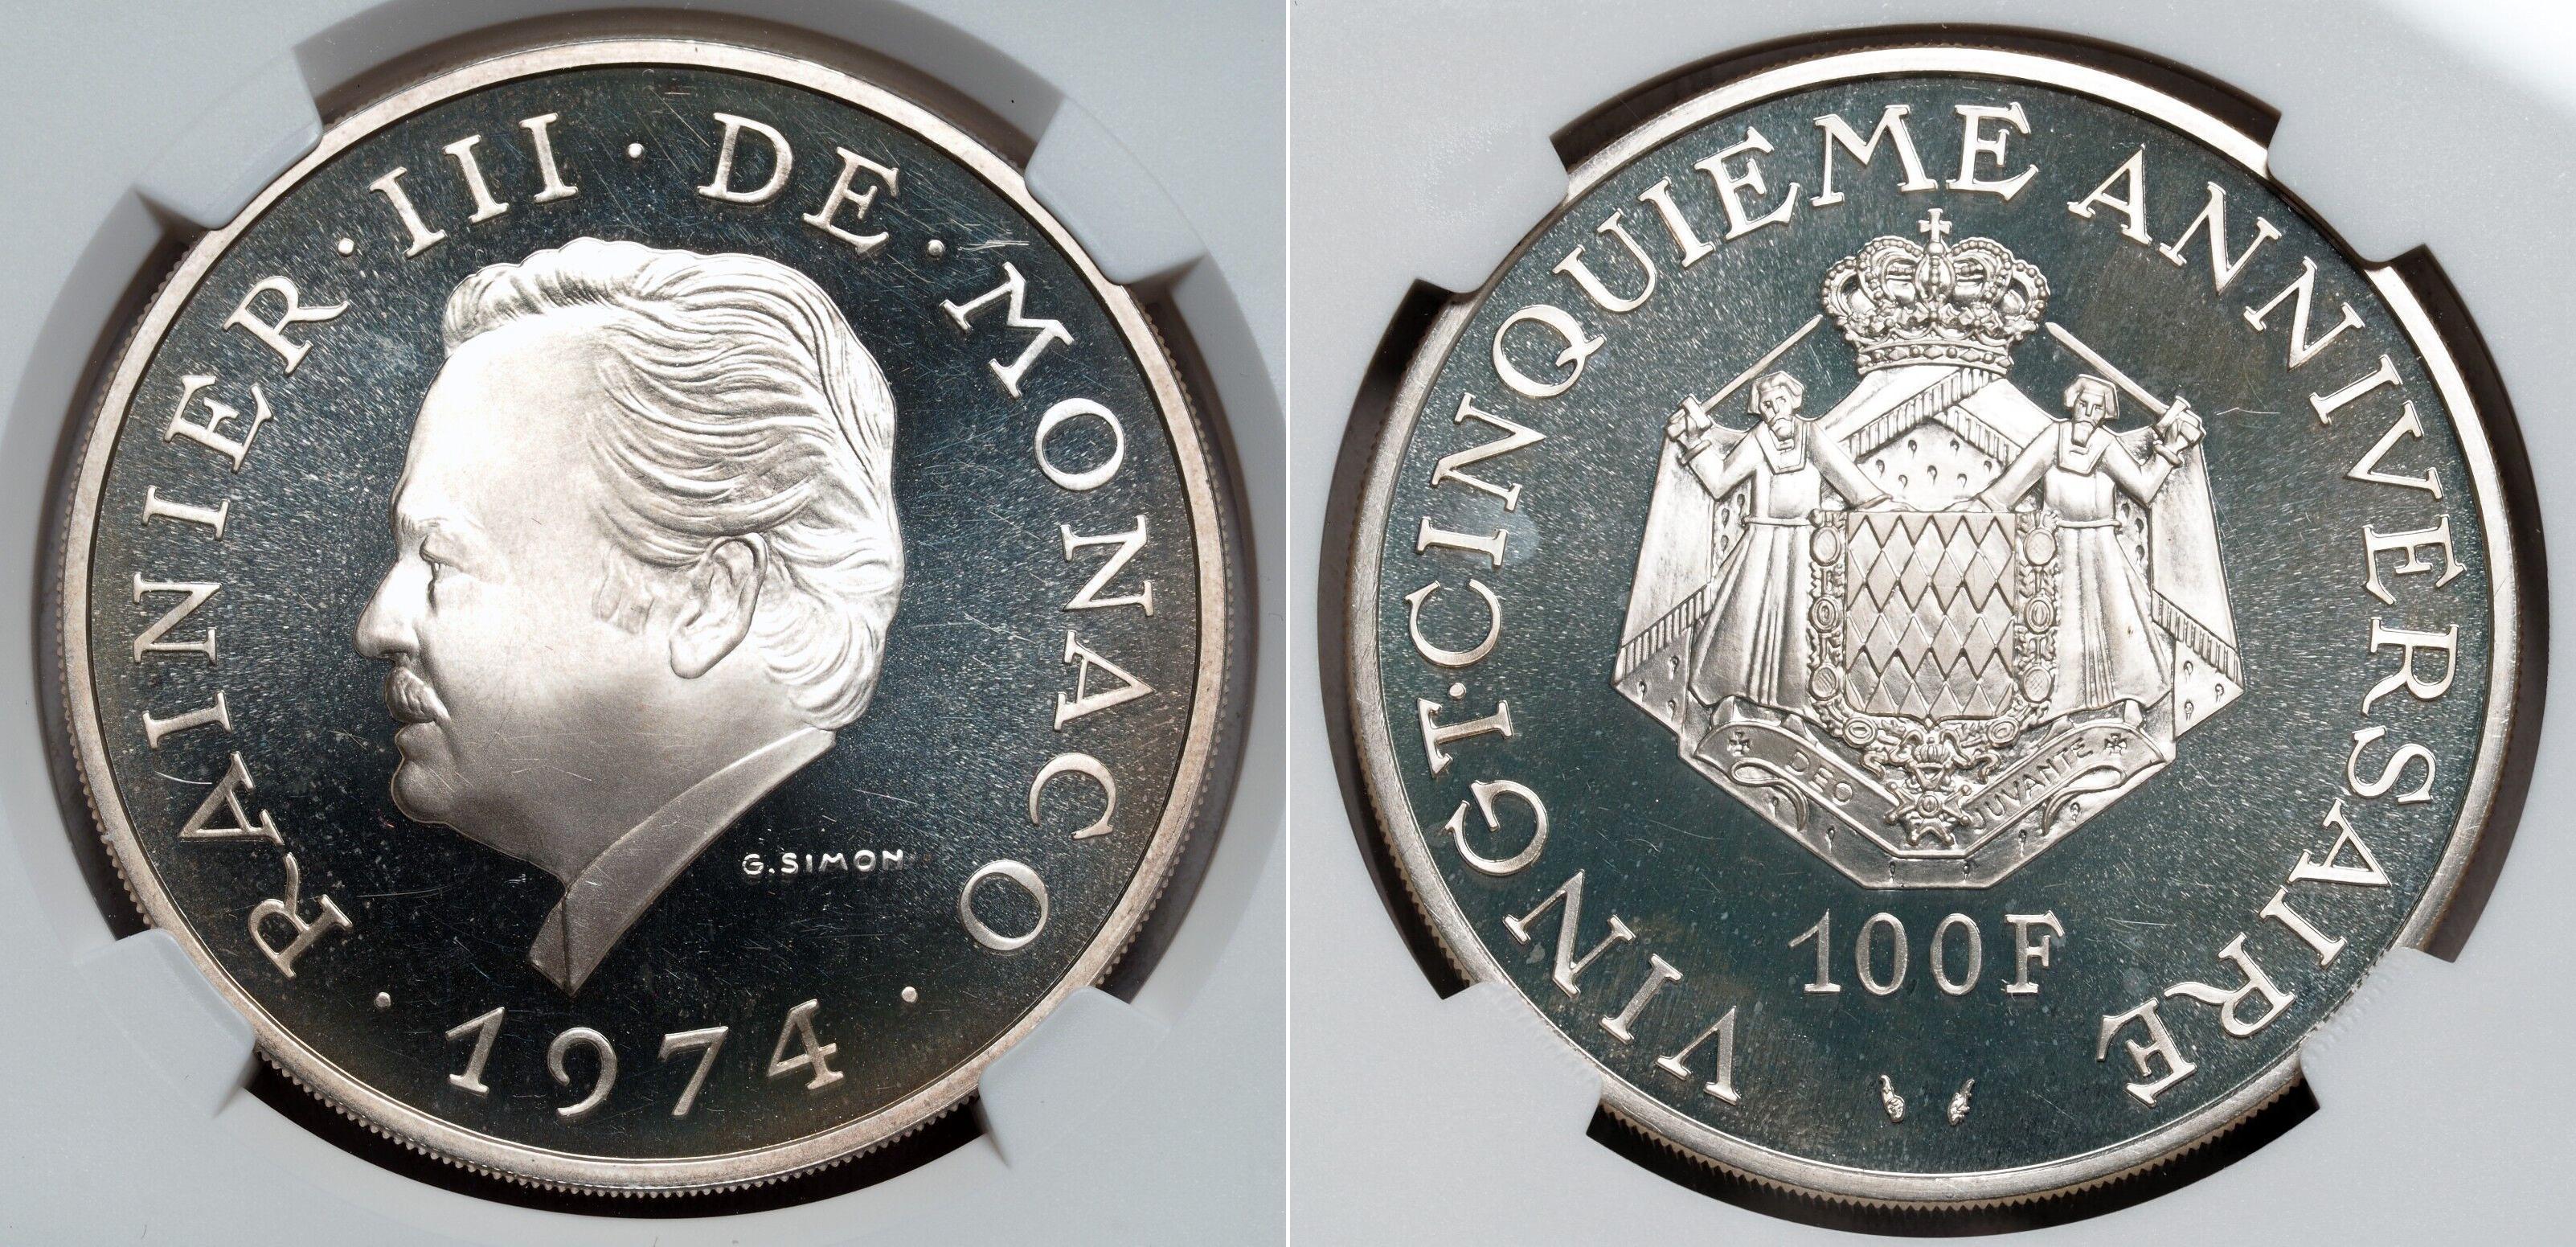 RAINIER · III · DE · MONACO
G. SIMON
· 1974 ·
VINGT · CINQUIEME ANNIVERSAIRE
DEO JUVANTE
100F